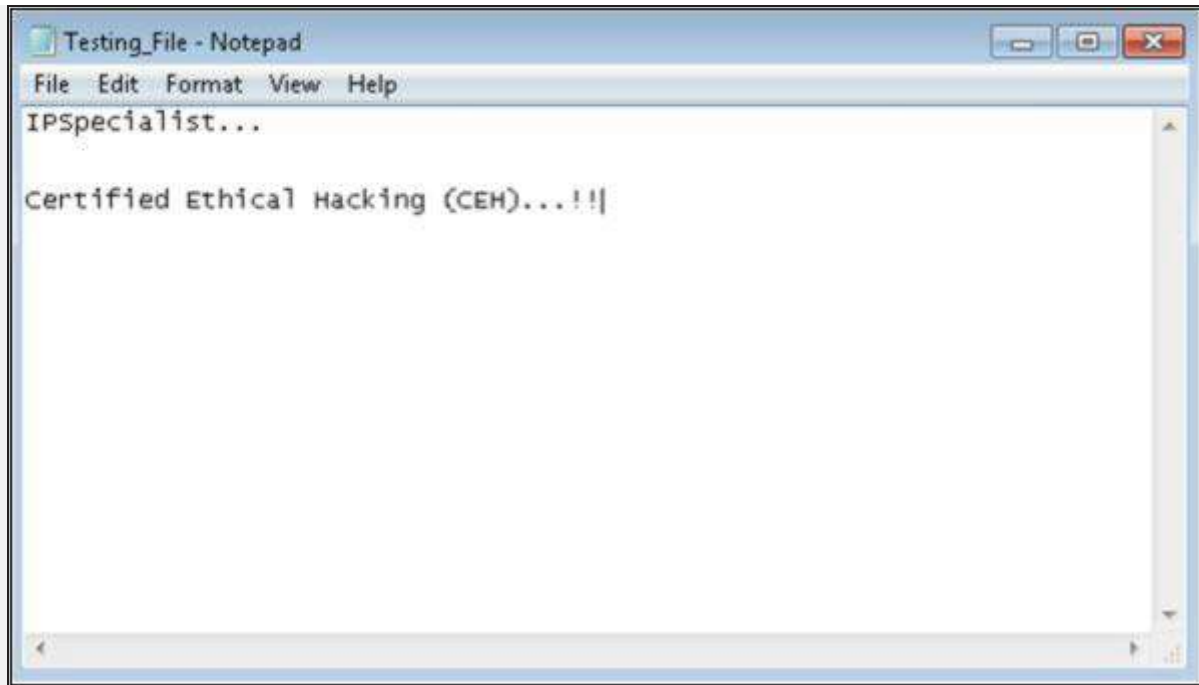 Testing_File - Notepad
File Edit Format View Help
IPSpecialist...
Certified Ethical Hacking (CEH)...!!